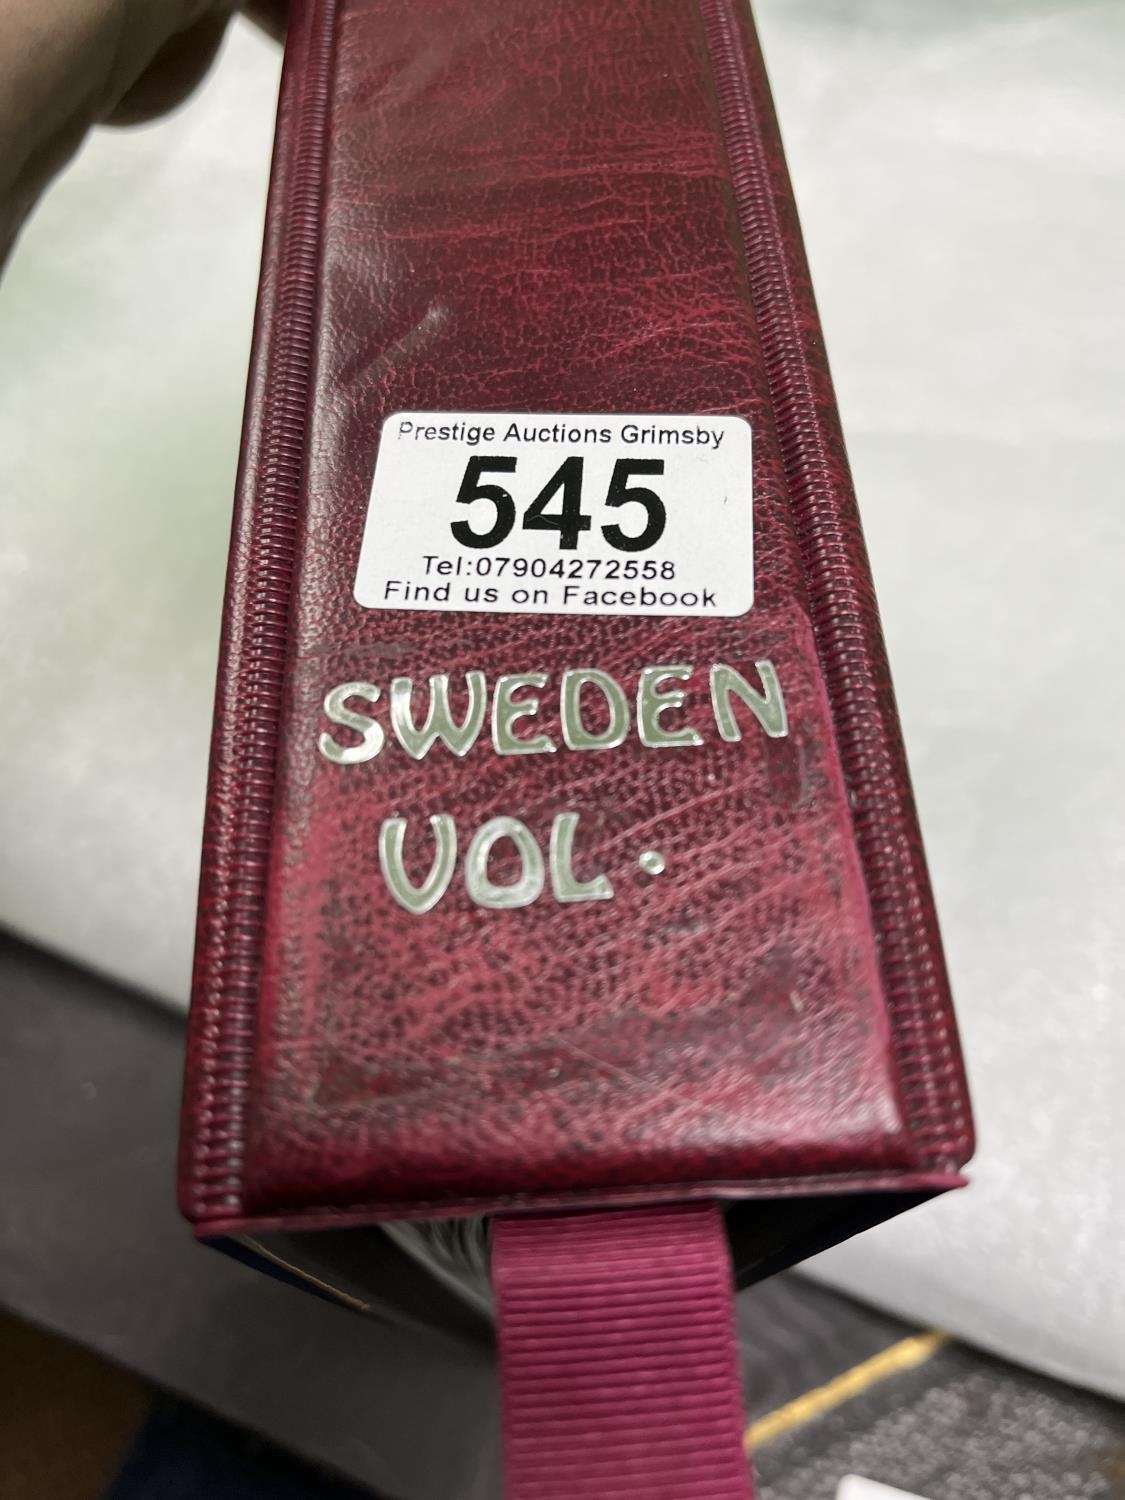 Prestige Auctions Grimsby
545
Tel:07904272558
Find us on Facebook
SWEDEN
VOL.